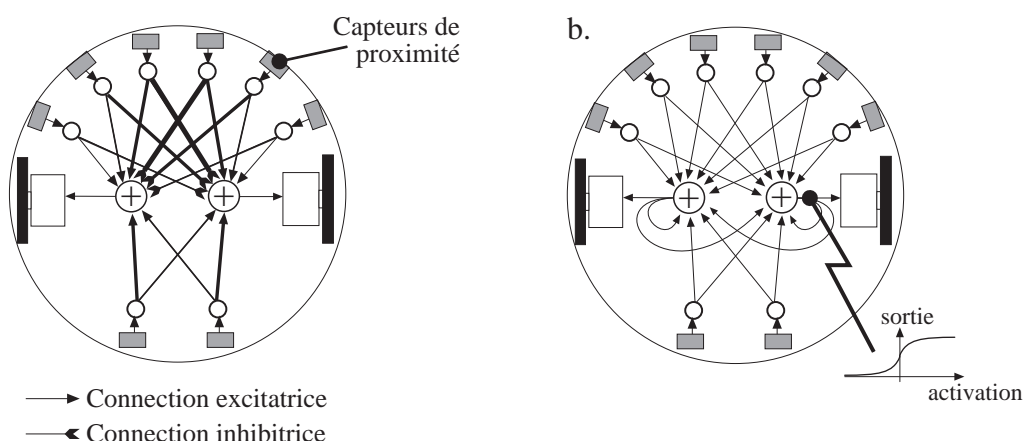 Capteurs de
proximité
b.
sortie
activation
Connection excitatrice
Connection inhibitrice